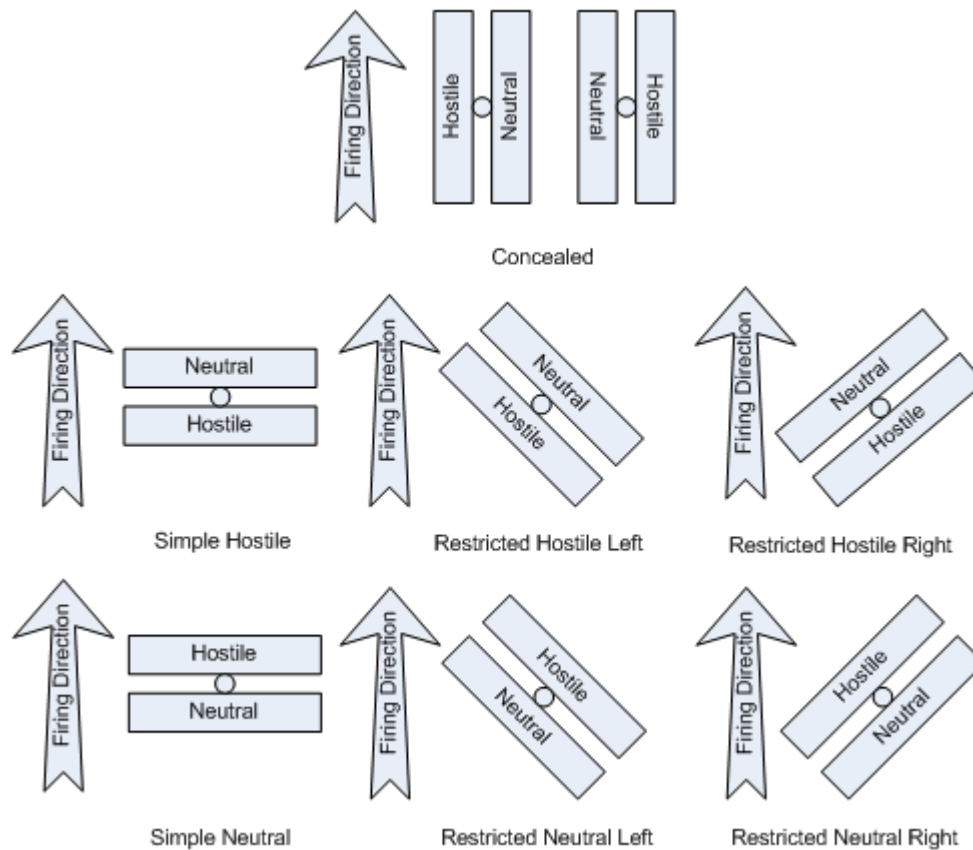 Firing Direction
Hostile
Neutral
Neutral
Hostile
Concealed
Firing Direction
Neutral
Hostile
Simple Hostile
Firing Direction
Neutral
Hostile
Restricted Hostile Left
Firing Direction
Neutral
Hostile
Restricted Hostile Right
Firing Direction
Hostile
Neutral
Simple Neutral
Firing Direction
Hostile
Neutral
Restricted Neutral Left
Firing Direction
Hostile
Neutral
Restricted Neutral Right